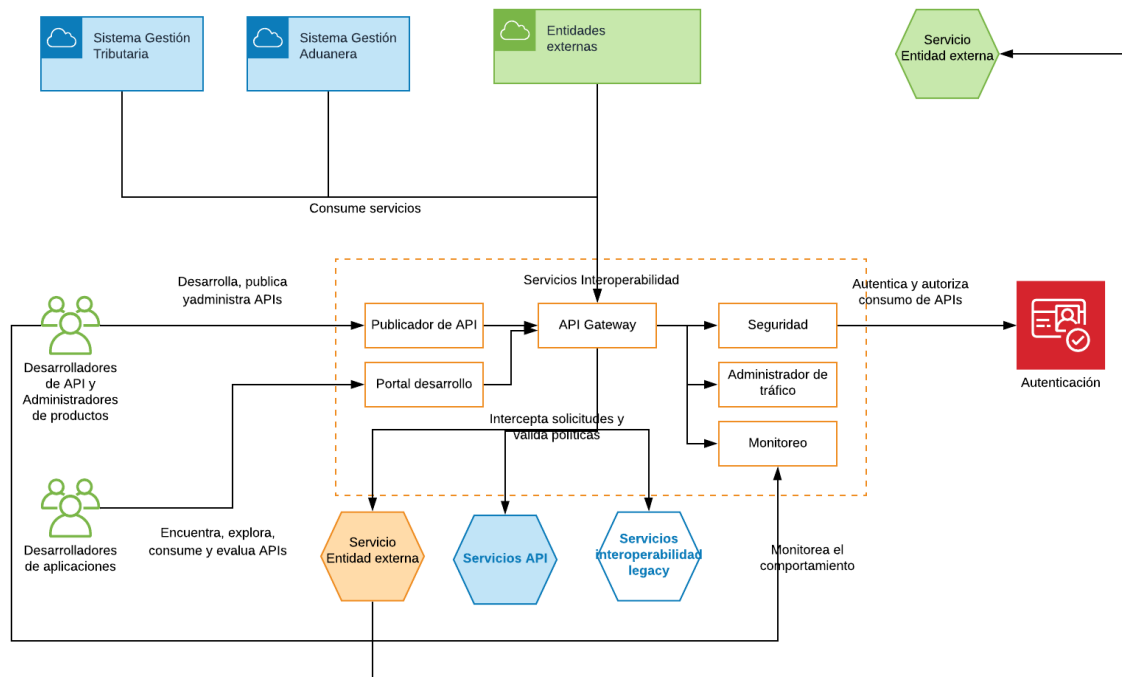 Sistema Gestión
Tributaria
Sistema Gestión
Aduanera
Entidades
externas
Servicio
Entidad externa
Consume servicios
Desarrolla, publica
yadministra APIs
Servicios Interoperabilidad
Autentica y autoriza
consumo de APIs
Publicador de API
API Gateway
Seguridad
Desarrolladores
de API y
Administradores
de productos
Portal desarrollo
Administrador de
tráfico
Autenticación
Intercepta solicitudes y
Valida políticas
Monitoreo
Encuentra, explora,
consume y evalua APIs
Desarrolladores
de aplicaciones
Servicio
Entidad externa
Servicios API
Servicios
interoperabilidad
legacy
Monitorea el
comportamiento